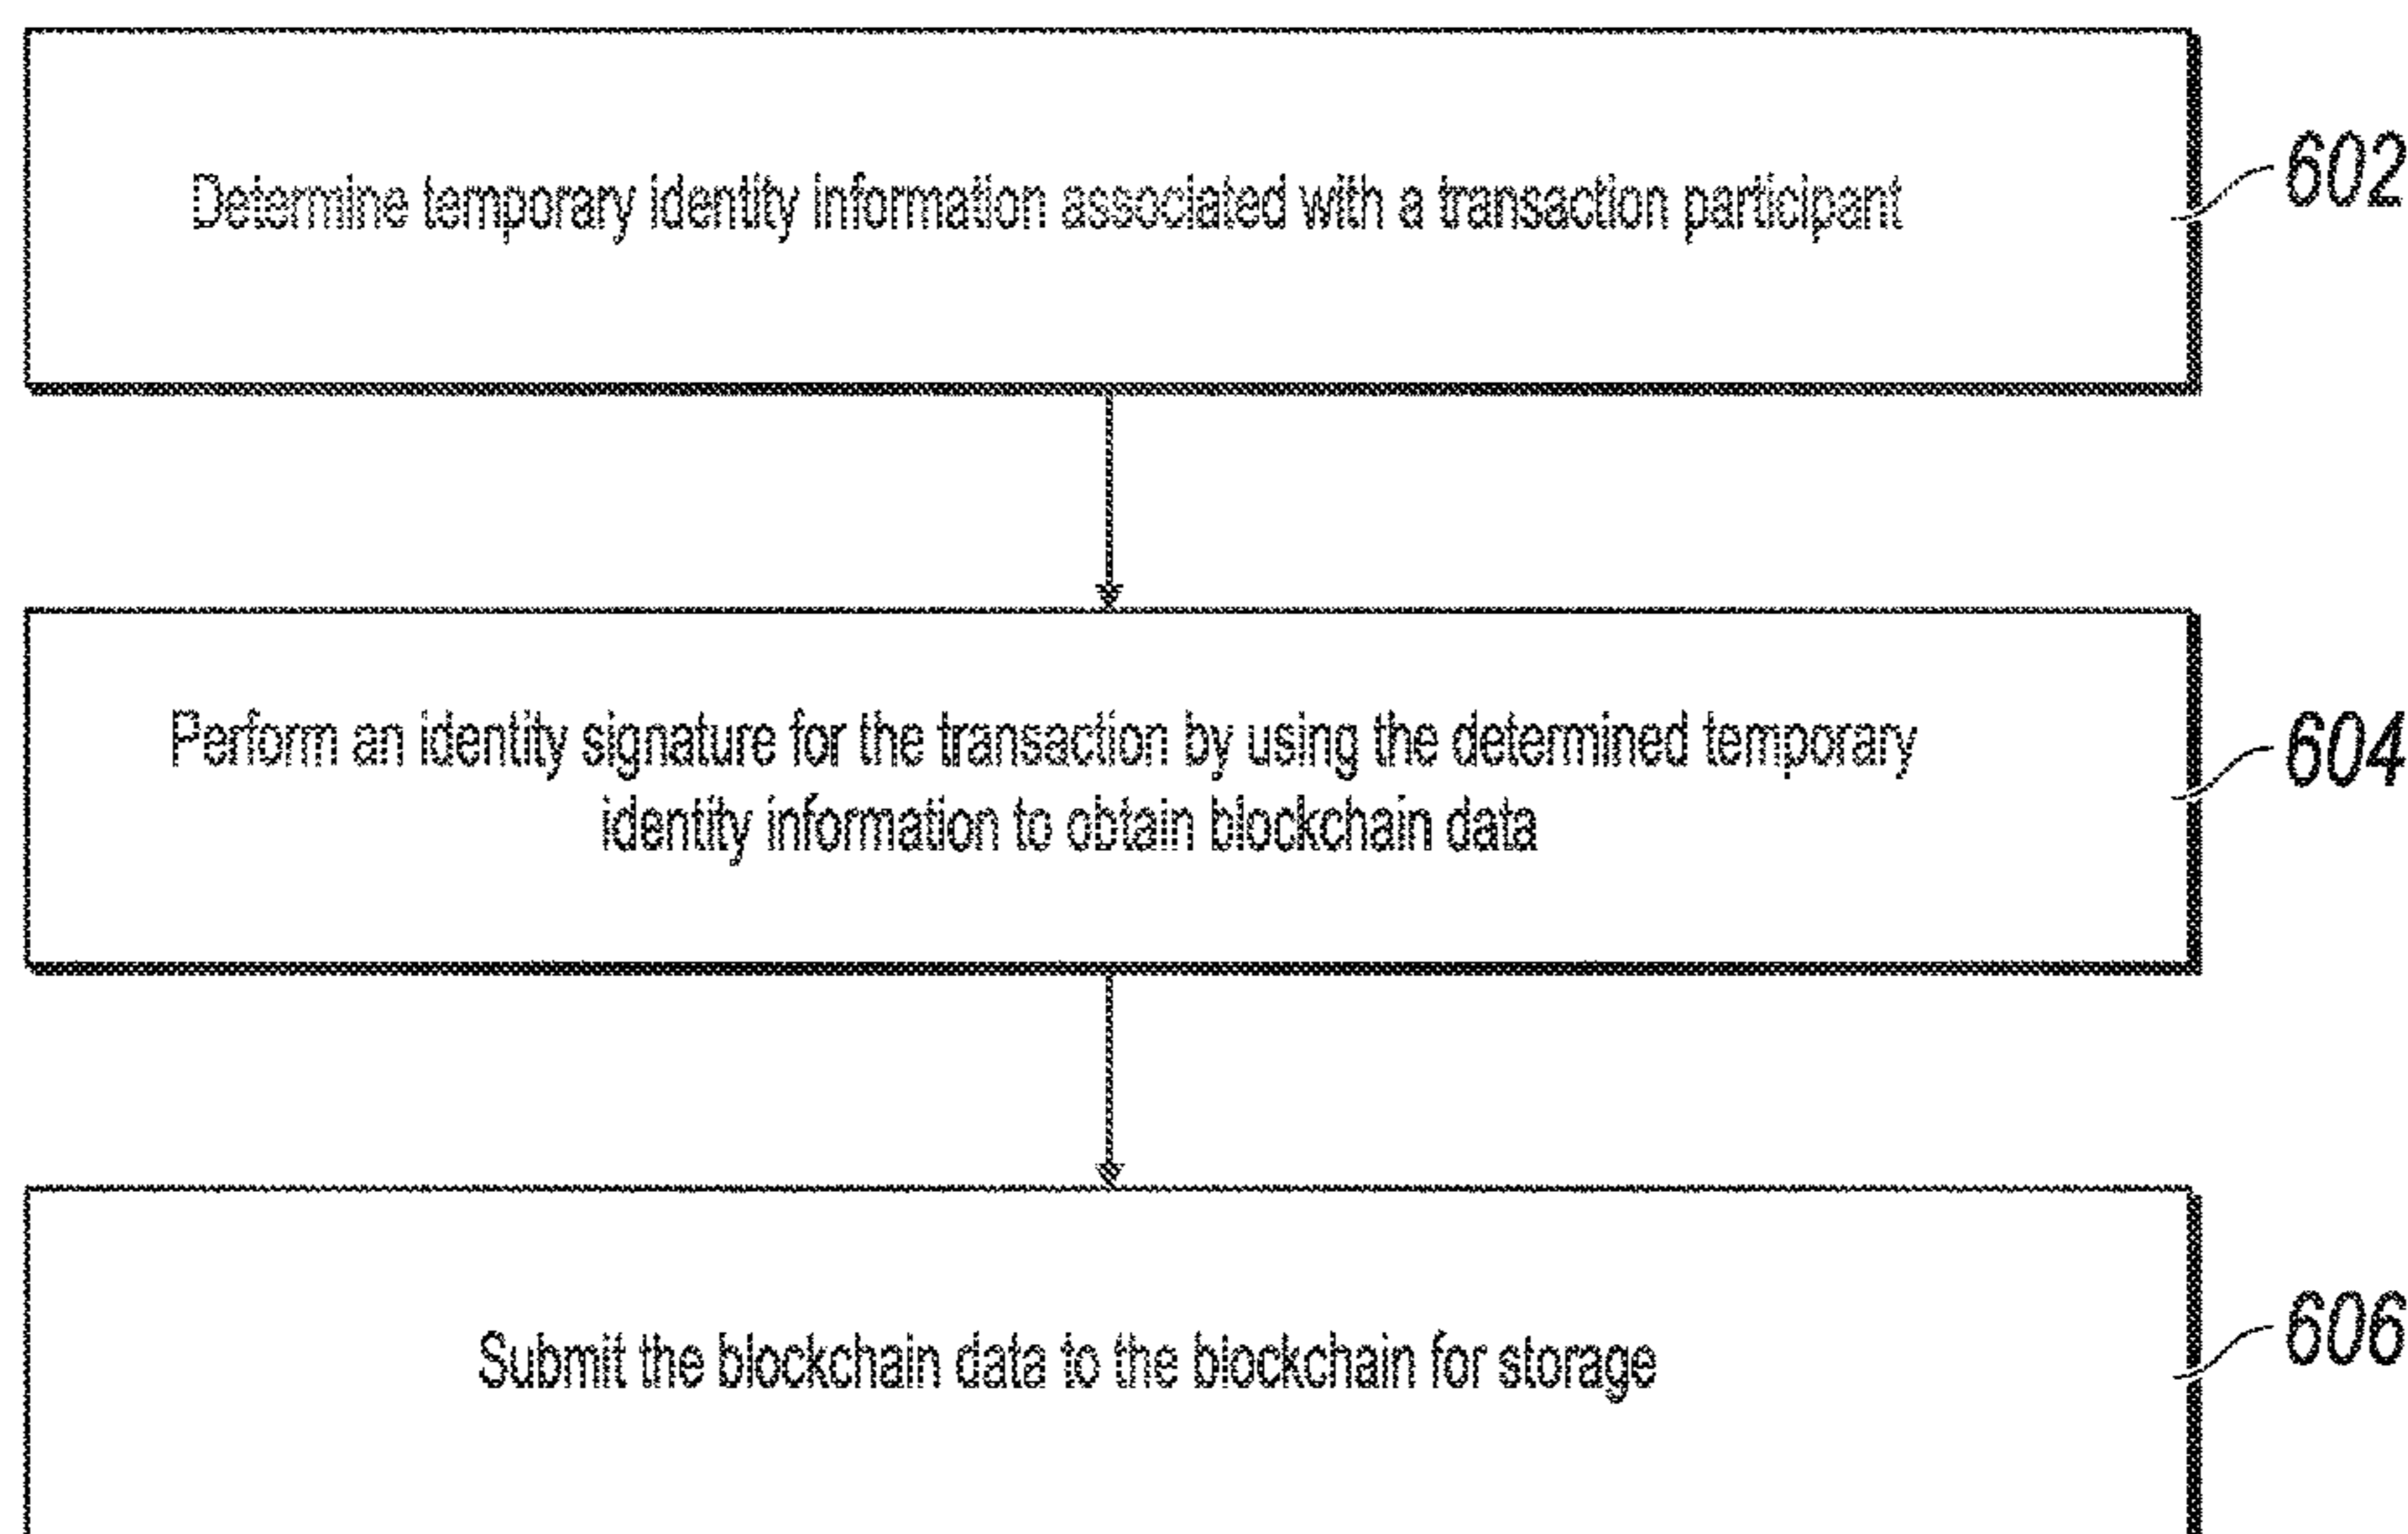 Determine temporary identity information associated with a transaction participant
602
Perform an identity signature for the transaction by using the determined temporary
identity information to obtain blockchain data
604
Submit the blockchain data to the blockchain for storage
606